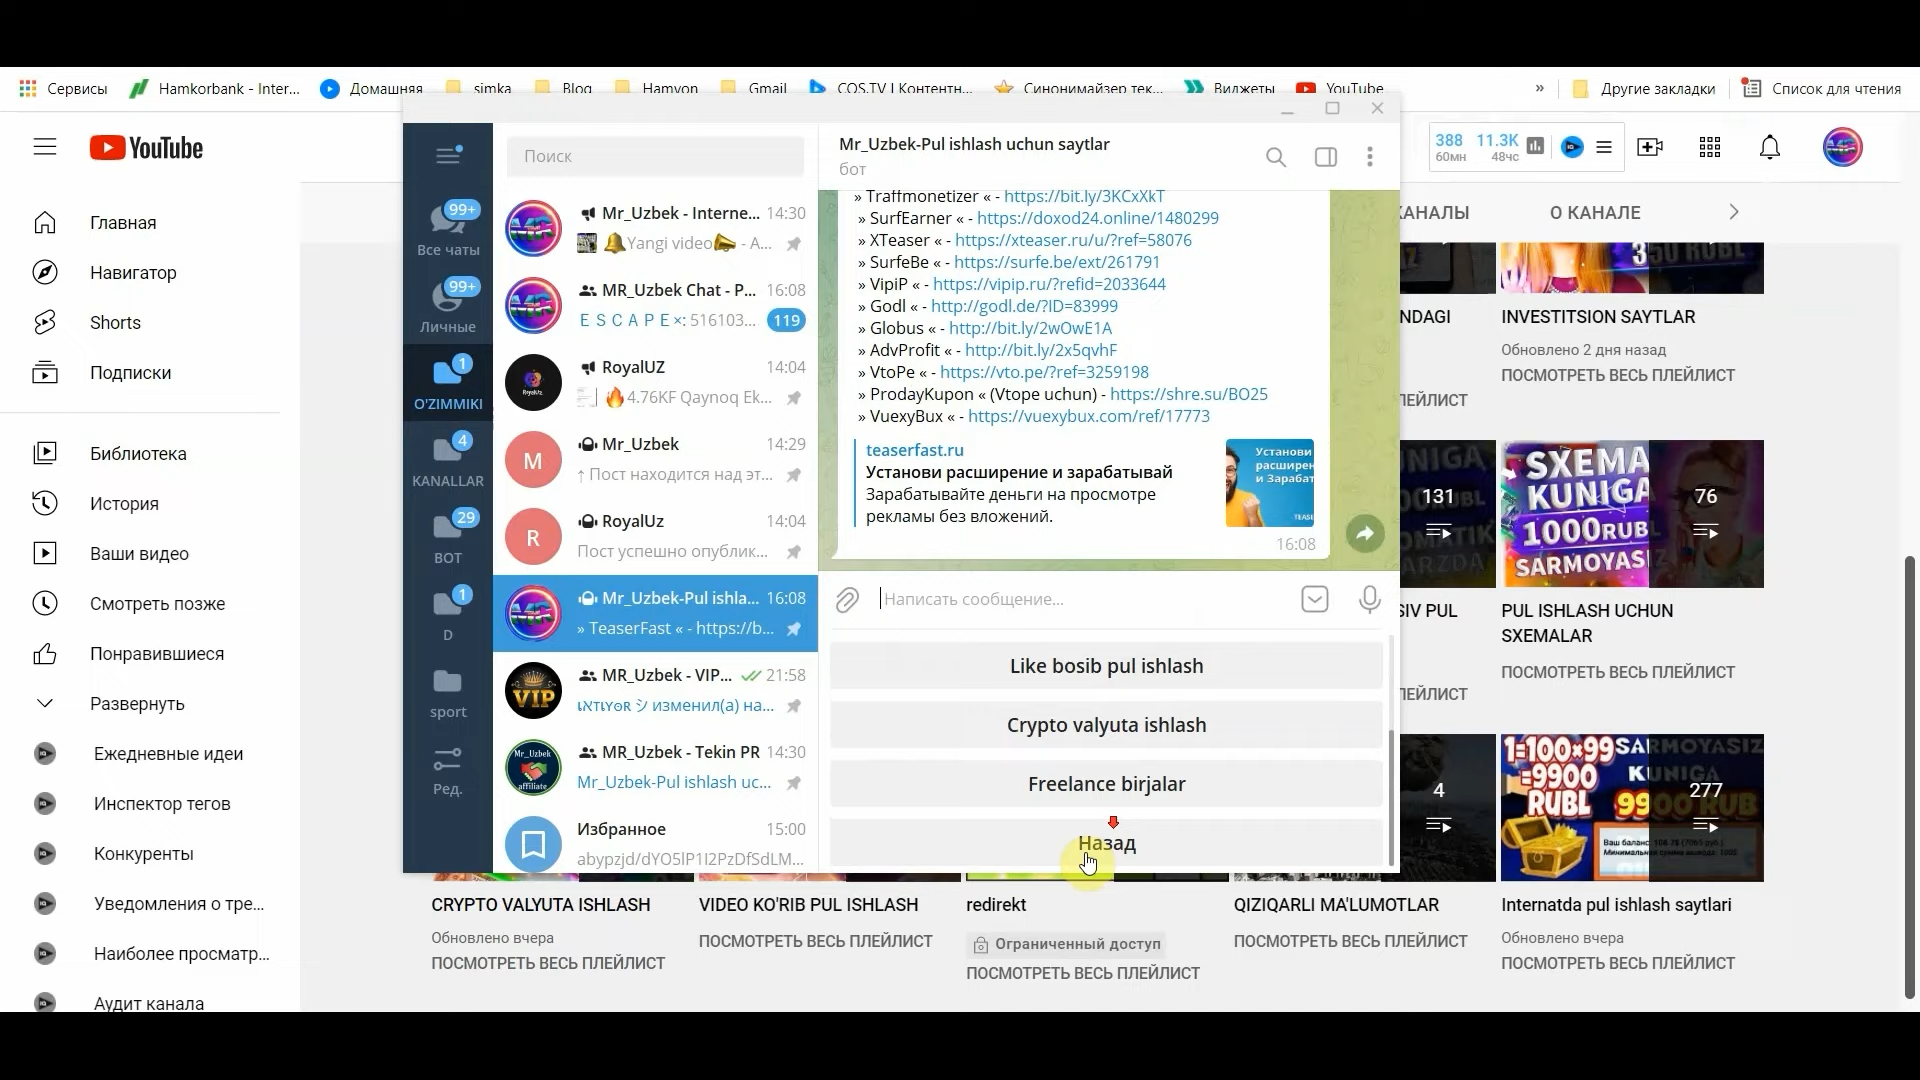 Сервисы
Hamkorbank - Inter...
Домашняя
simka
Blog
Hamyon
Gmail
COS.TV | Контентн...
Синонимайзер тек...
Виджеты
YouTube
»
Другие закладки
Список для чтения
YouTube
388
60мн
11.3K
48чс
КАНАЛЫ
О КАНАЛЕ
Главная
Навигатор
Shorts
Подписки
Библиотека
История
Ваши видео
Смотреть позже
Понравившиеся
Развернуть
Ежедневные идеи
Инспектор тегов
Конкуренты
Уведомления о тре...
Наиболее просматр...
Аудит канала
99+
Все чаты
99+
Личные
1
O'ZIMMIKI
4
KANALLAR
29
BOT
1
D
sport
Ред.
Поиск
Mr_Uzbek - Interne... 14:30
Yangi video - A...
MR_Uzbek Chat - P... 16:08
E S C A P E ×: 516103... 119
RoyalUZ 14:04
4.76KF Qaynoq Ek...
M
Mr_Uzbek 14:29
↑ Пост находится над эт...
R
RoyalUz 14:04
Пост успешно опублик...
Mr_Uzbek-Pul ishla... 16:08
» TeaserFast « - https://b...
VIP
MR_Uzbek - VIP... 21:58
изменил(а) на...
Mr_Uzbek
affiliate
MR_Uzbek - Tekin PR 14:30
Mr_Uzbek-Pul ishlash uc...
Избранное 15:00
abypzjd/dYO5lP1I2PzDfSdLM...
Mr_Uzbek-Pul ishlash uchun saytlar
бот
» Traffmonetizer « - https://bit.ly/3KCxXkT
» SurfEarner « - https://doxod24.online/1480299
» XTeaser « - https://xteaser.ru/u/?ref=58076
» SurfeBe « - https://surfe.be/ext/261791
» VipiP « - https://vipip.ru/?refid=2033644
» Godl « - http://godl.de/?ID=83999
» Globus « - http://bit.ly/2wOwE1A
» AdvProfit « - http://bit.ly/2x5qvhF
» VtoPe « - https://vto.pe/?ref=3259198
» ProdayKupon « (Vtope uchun) - https://shre.su/BO25
» VuexyBux « - https://vuexybux.com/ref/17773
teaserfast.ru
Установи расширение и зарабатывай
Зарабатывайте деньги на просмотре
рекламы без вложений.
Установи
расширен
и Зарабат
16:08
Написать сообщение...
Like bosib pul ishlash
Crypto valyuta ishlash
Freelance birjalar
Назад
350 RUBL
NDAGI
INVESTITSION SAYTLAR
Обновлено 2 дня назад
ПОСМОТРЕТЬ ВЕСЬ ПЛЕЙЛИСТ
ЛЕЙЛИСТ
131
SXEMA
KUNIGA
1000RUBL
SARMOYAS
76
SIV PUL
PUL ISHLASH UCHUN
SXEMALAR
ПОСМОТРЕТЬ ВЕСЬ ПЛЕЙЛИСТ
ЛЕЙЛИСТ
4
1=100×99
=9900
RUBL
SARMOYASIZ
KUNIGA
277
CRYPTO VALYUTA ISHLASH
Обновлено вчера
ПОСМОТРЕТЬ ВЕСЬ ПЛЕЙЛИСТ
VIDEO KO'RIB PUL ISHLASH
ПОСМОТРЕТЬ ВЕСЬ ПЛЕЙЛИСТ
redirekt
Ограниченный доступ
ПОСМОТРЕТЬ ВЕСЬ ПЛЕЙЛИСТ
QIZIQARLI MA'LUMOTLAR
ПОСМОТРЕТЬ ВЕСЬ ПЛЕЙЛИСТ
Internatda pul ishlash saytlari
Обновлено вчера
ПОСМОТРЕТЬ ВЕСЬ ПЛЕЙЛИСТ